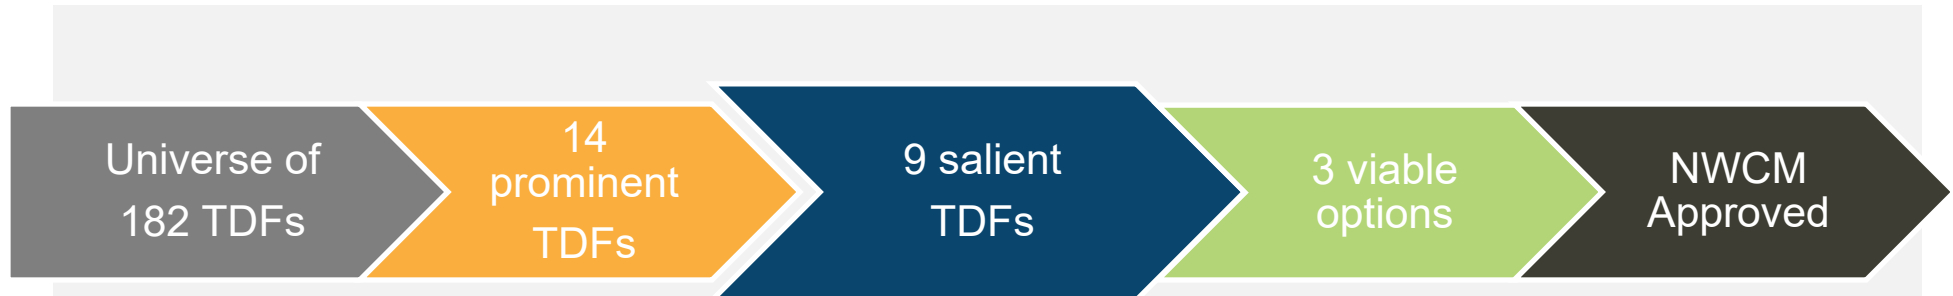 Universe of
182 TDFs
14
prominent
TDFs
9 salient
TDFs
3 viable
options
NWCM
Approved